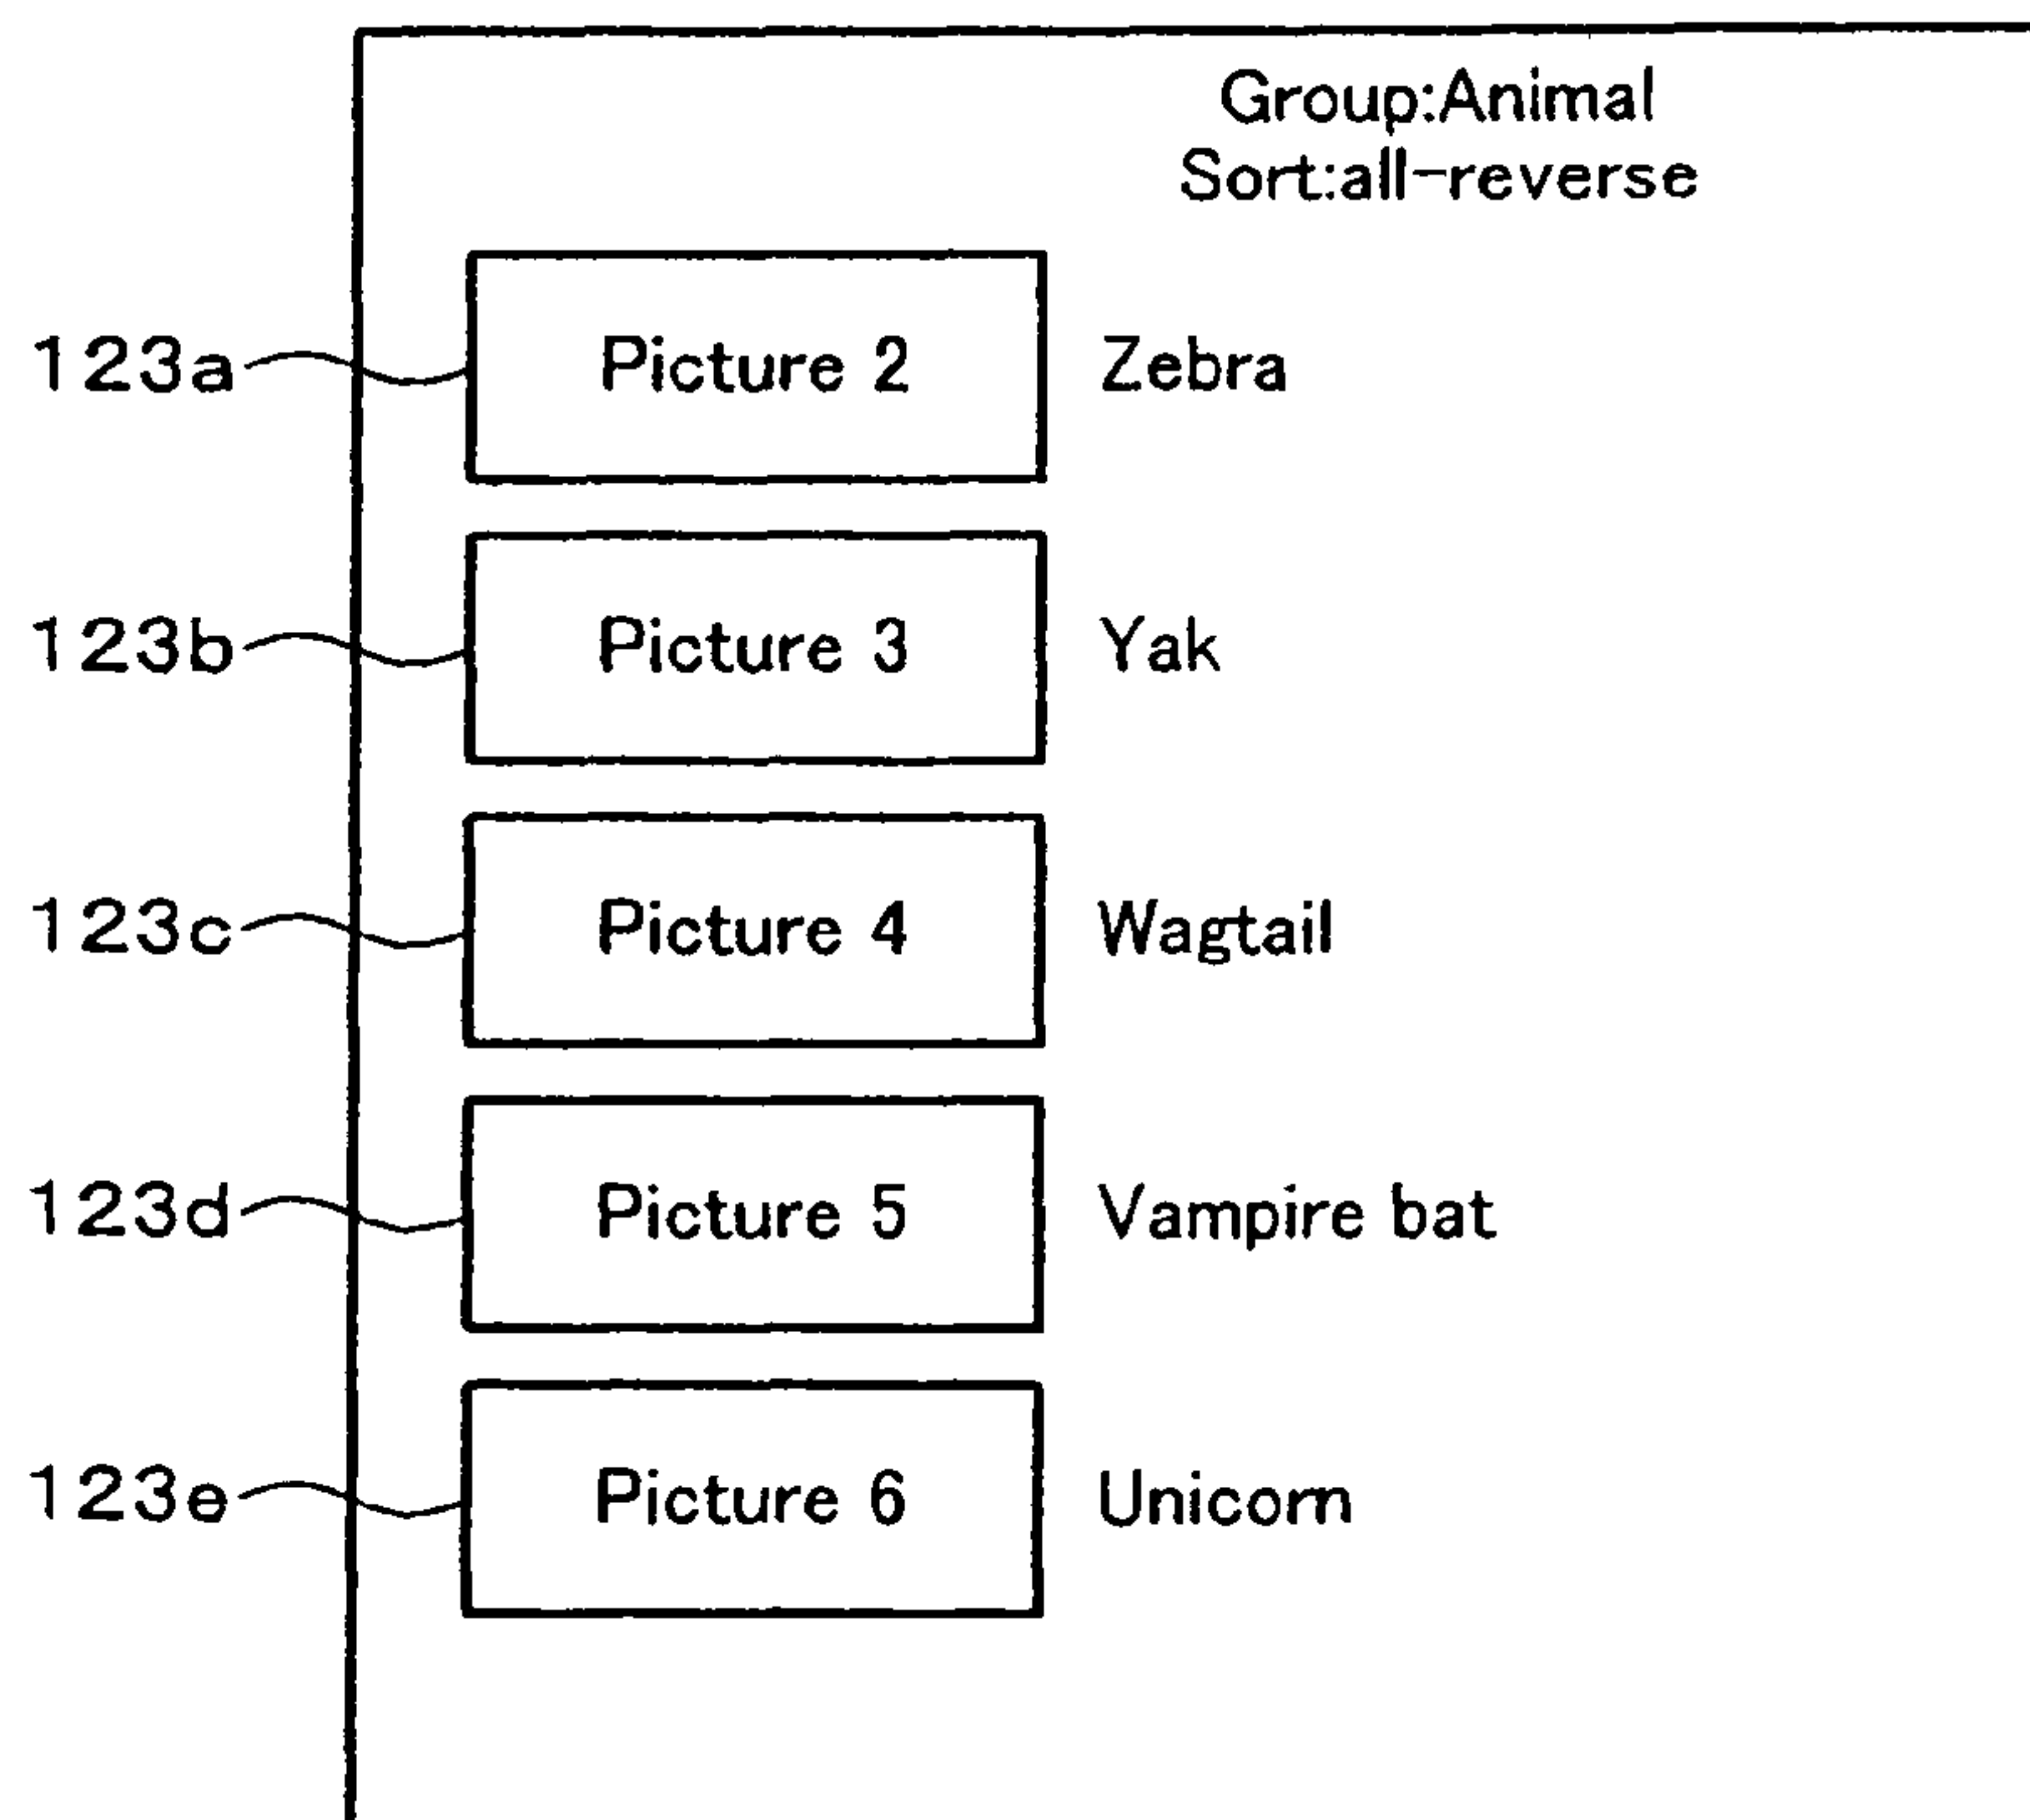 Group:Animal
Sort:all-reverse
123a Picture 2 Zebra
123b Picture 3 Yak
123c Picture 4 Wagtail
123d Picture 5 Vampire bat
123e Picture 6 Unicorn